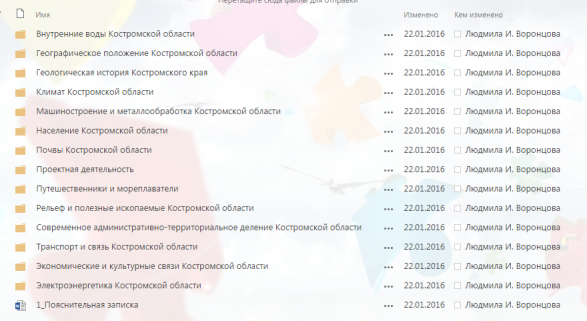 Перетащите сюда файлы для отправки
Имя Изменено Кем изменено
Внутренние воды Костромской области ... 22.01.2016 Людмила И. Воронцова
Географическое положение Костромской области ... 22.01.2016 Людмила И. Воронцова
Геологическая история Костромского края ... 22.01.2016 Людмила И. Воронцова
Климат Костромской области ... 22.01.2016 Людмила И. Воронцова
Машиностроение и металлообработка Костромской области ... 22.01.2016 Людмила И. Воронцова
Население Костромской области ... 22.01.2016 Людмила И. Воронцова
Почвы Костромской области ... 22.01.2016 Людмила И. Воронцова
Проектная деятельность ... 22.01.2016 Людмила И. Воронцова
Путешественники и мореплаватели ... 22.01.2016 Людмила И. Воронцова
Рельеф и полезные ископаемые Костромской области ... 22.01.2016 Людмила И. Воронцова
Современное административно-территориальное деление Костромской области ... 22.01.2016 Людмила И. Воронцова
Транспорт и связь Костромской области ... 22.01.2016 Людмила И. Воронцова
Экономические и культурные связи Костромской области ... 22.01.2016 Людмила И. Воронцова
Электроэнергетика Костромской области ... 22.01.2016 Людмила И. Воронцова
1_Пояснительная записка ... 22.01.2016 Людмила И. Воронцова